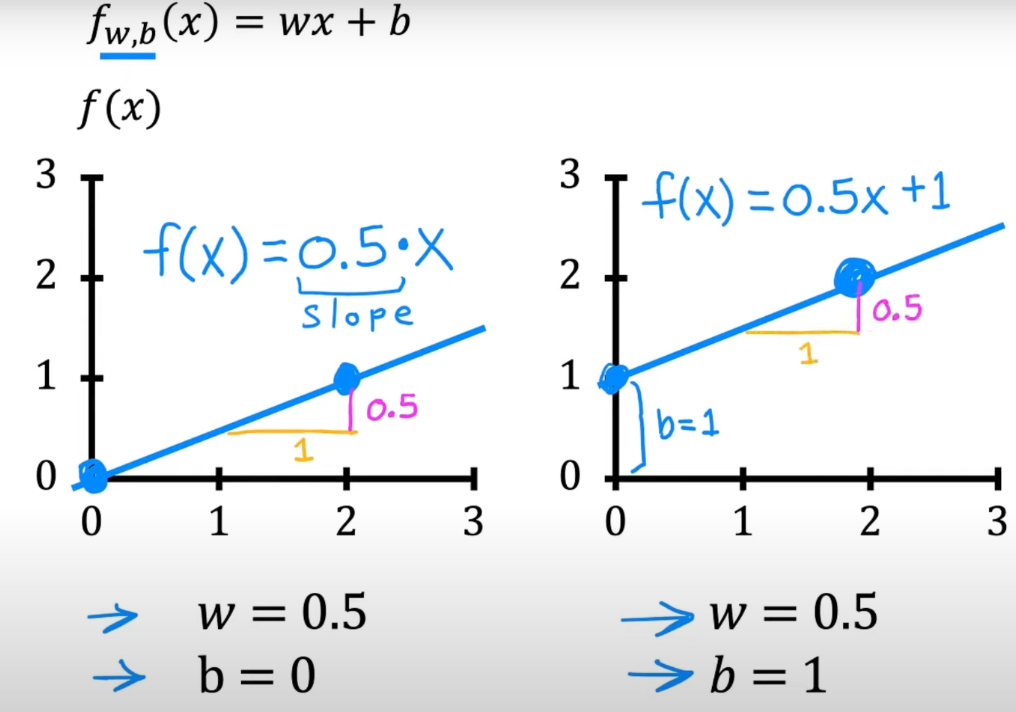 f_{w,b}(x) = wx + b
f(x)
3
2
1
0
0 1 2 3
f(x)=0.5•x
slope
0.5
1
→ w = 0.5
→ b = 0
3
2
1
0
0 1 2 3
f(x)=0.5x+1
0.5
1
b=1
→ w = 0.5
→ b = 1